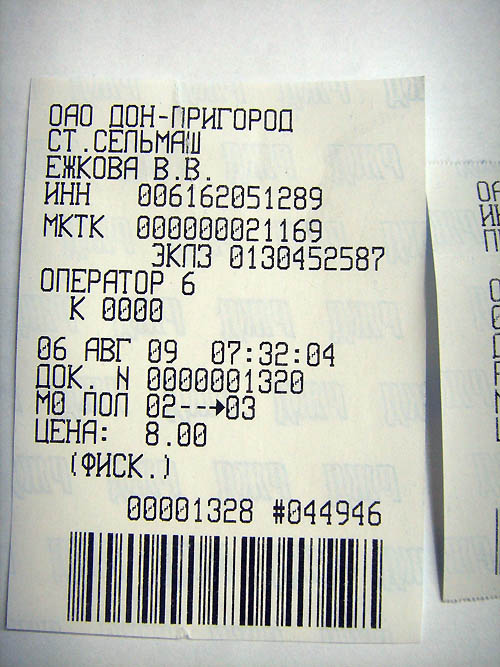 ОАО ДОН-ПРИГОРОД
СТ.СЕЛЬМАШ
ЕЖКОВА В.В.
ИНН 006162051289
МКТК 000000021169
ЭКЛЗ 0130452587
ОПЕРАТОР 6
К 0000
06 АВГ 09 07:32:04
ДОК. N 0000001320
М0 ПОЛ 02--→03
ЦЕНА: 8.00
(ФИСК.)
00001328 #044946